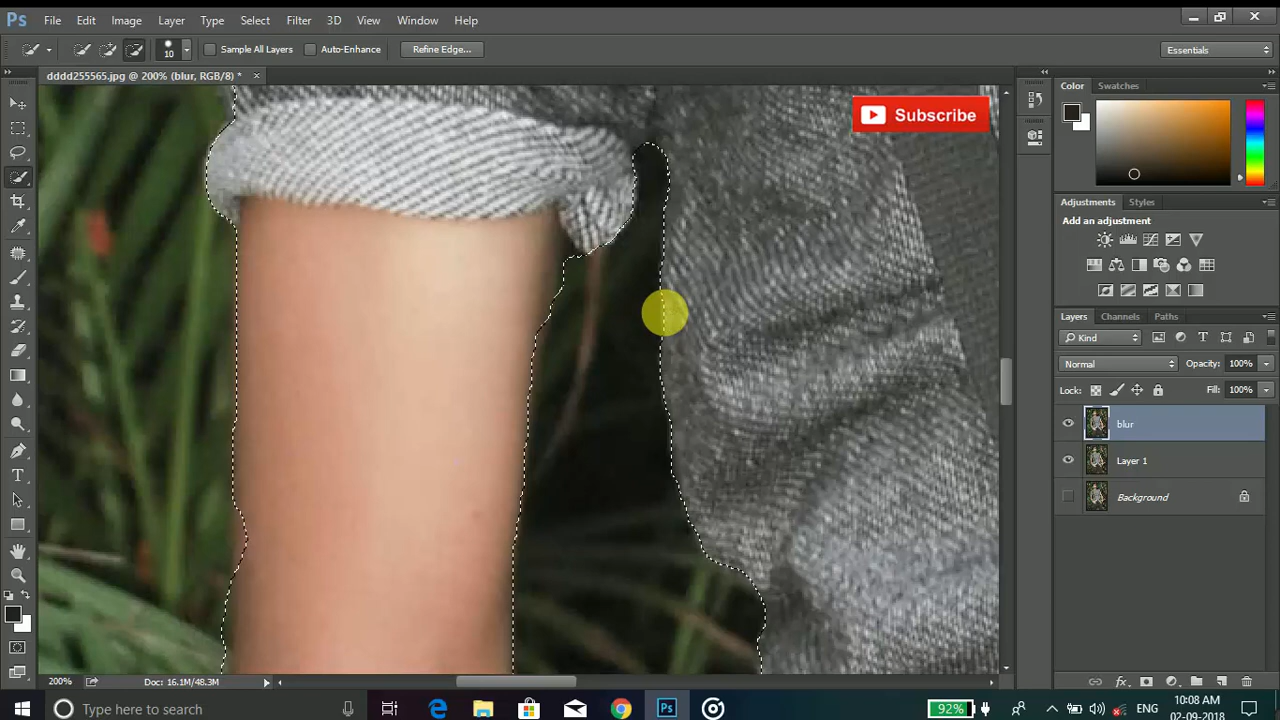 Ps File Edit Image Layer Type Select Filter 3D View Window Help
10 Sample All Layers Auto-Enhance Refine Edge... Essentials
dddd255565.jpg @ 200% (blur, RGB/8) *
Subscribe
Color Swatches
Adjustments Styles
Add an adjustment
Layers Channels Paths
Kind
Normal Opacity: 100%
Lock: Fill: 100%
blur
Layer 1
Background
200% Doc: 16.1M/48.3M
Type here to search 92% ENG 10:08 AM
02-09-2018